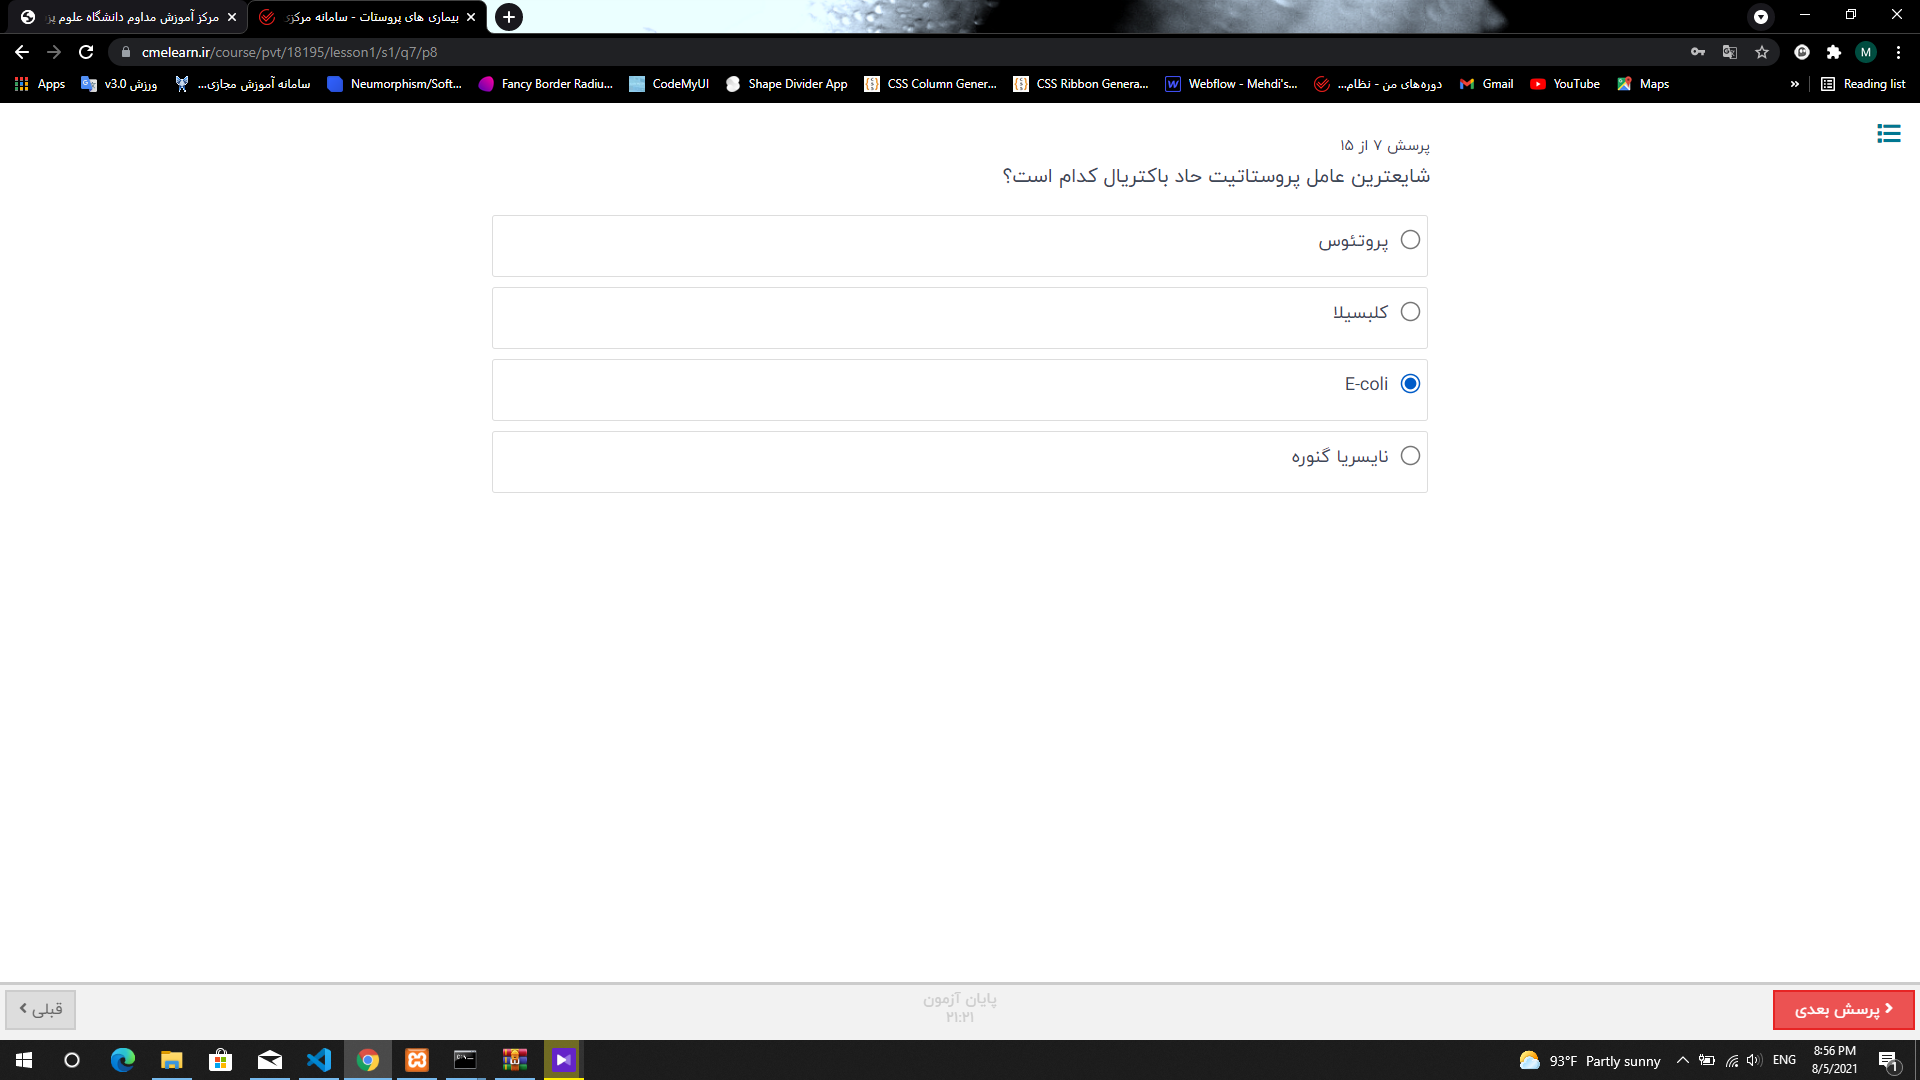 مرکز آموزش مداوم دانشگاه علوم پز
بیماری های پروستات - سامانه مرکزی
cmelearn.ir/course/pvt/18195/lesson1/s1/q7/p8
M
Apps
ورزش v3.0
سامانه آموزش مجازی...
Neumorphism/Soft...
Fancy Border Radiu...
CodeMyUI
Shape Divider App
CSS Column Gener...
CSS Ribbon Genera...
Webflow - Mehdi's...
دوره‌های من - نظام...
Gmail
YouTube
Maps
»
Reading list
پرسش ۷ از ۱۵
شایعترین عامل پروستاتیت حاد باکتریال کدام است؟
پروتئوس
کلبسیلا
E-coli
نایسریا گنوره
پرسش بعدی
پایان آزمون
۲۱:۲۱
قبلی
93°F Partly sunny
ENG
8:56 PM
8/5/2021
1